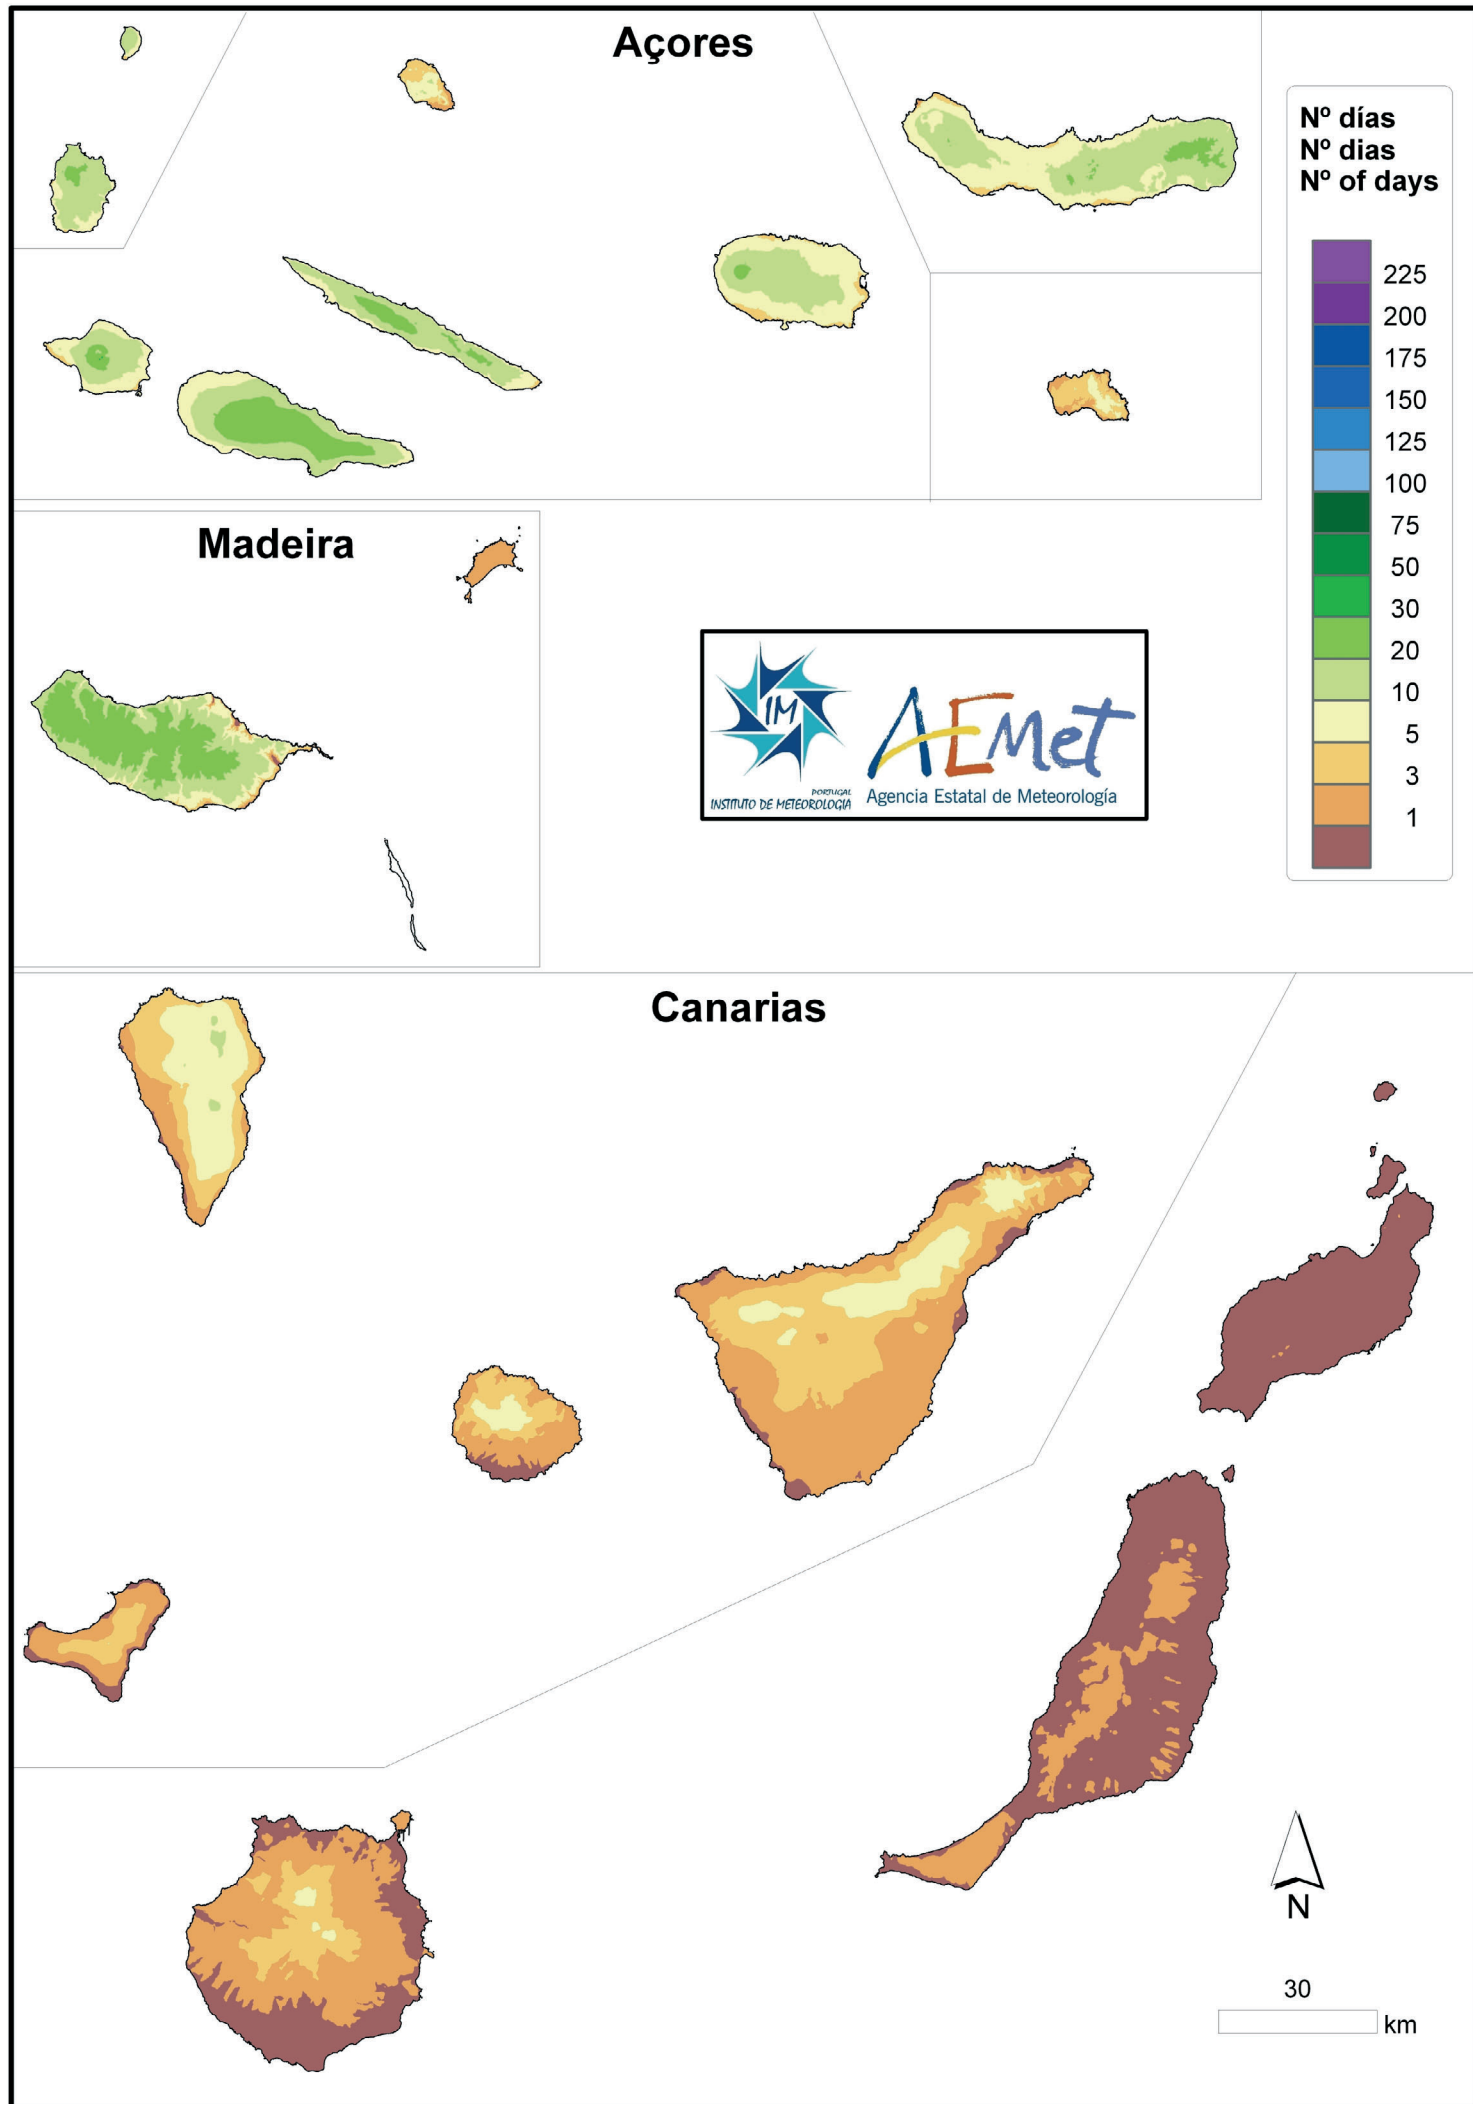 Açores
Nº días
Nº dias
Nº of days
225
200
175
150
125
100
75
50
30
20
10
5
3
1
Madeira
IM
PORTUGAL
INSTITUTO DE METEOROLOGIA
AEMet
Agencia Estatal de Meteorología
Canarias
N
30
km